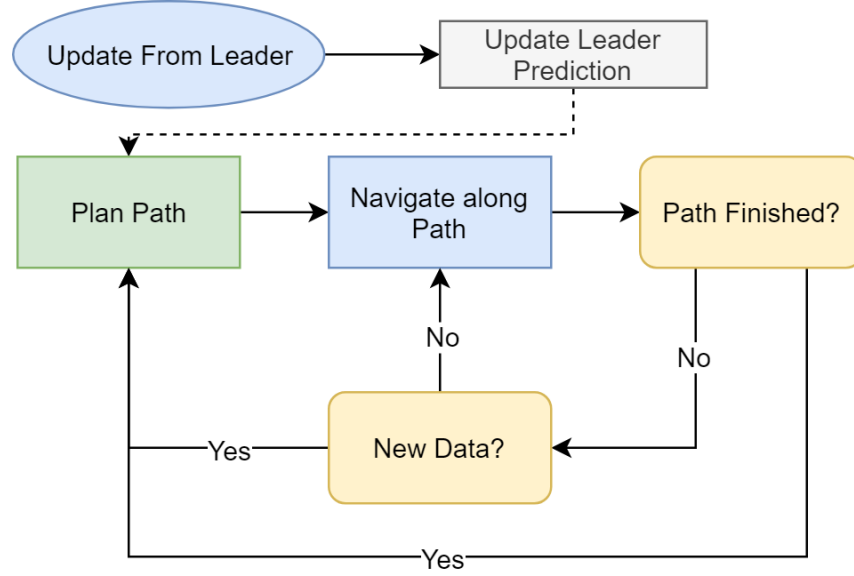 Update From Leader
Update Leader
Prediction
Plan Path
Navigate along
Path
Path Finished?
No
No
New Data?
Yes
Yes